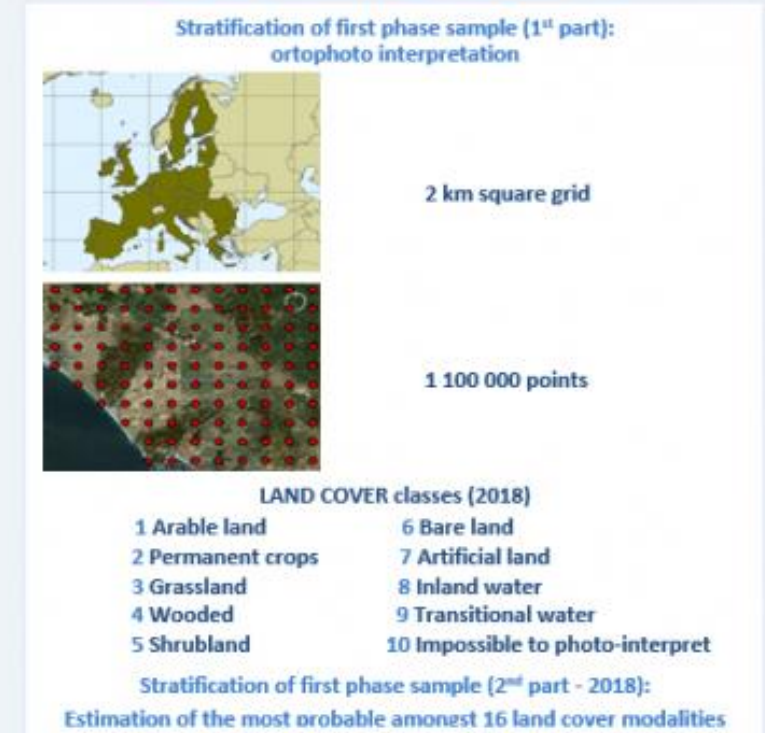 Stratification of first phase sample (1st part):
ortophoto interpretation
2 km square grid
1 100 000 points
LAND COVER classes (2018)
1 Arable land
2 Permanent crops
3 Grassland
4 Wooded
5 Shrubland
6 Bare land
7 Artificial land
8 Inland water
9 Transitional water
10 Impossible to photo-interpret
Stratification of first phase sample (2nd part - 2018):
Estimation of the most probable amongst 16 land cover modalities